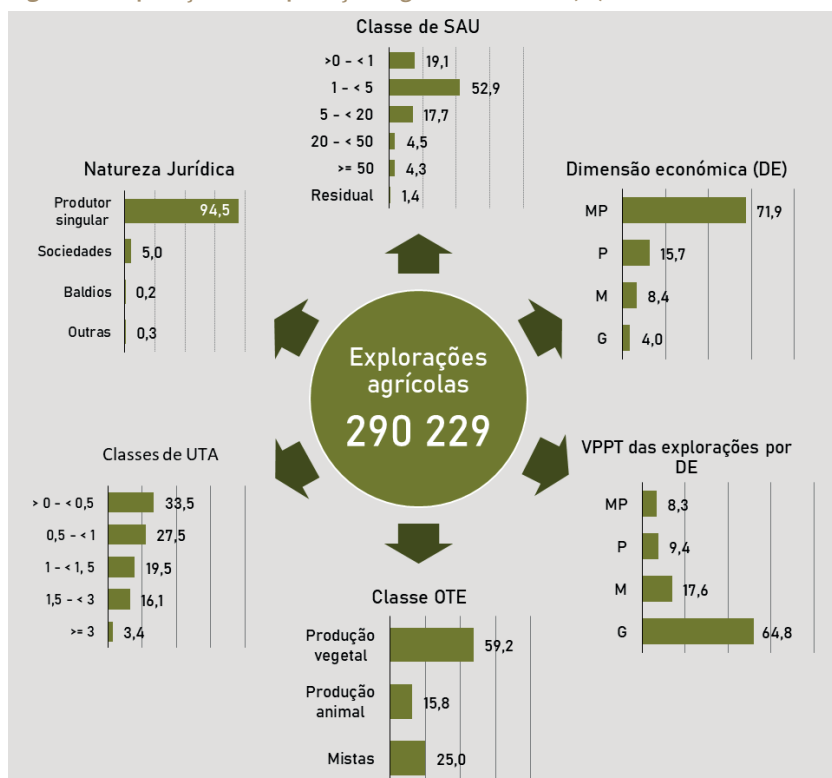 Classe de SAU
>0 - < 1 19,1
1 - < 5 52,9
5 - < 20 17,7
20 - < 50 4,5
>= 50 4,3
Residual 1,4
Natureza Jurídica
Produtor
singular 94,5
Sociedades 5,0
Baldios 0,2
Outras 0,3
Dimensão económica (DE)
MP 71,9
P 15,7
M 8,4
G 4,0
Explorações
agrícolas
290 229
Classes de UTA
> 0 - < 0,5 33,5
0,5 - < 1 27,5
1 - < 1, 5 19,5
1,5 - < 3 16,1
>= 3 3,4
VPPT das explorações por
DE
MP 8,3
P 9,4
M 17,6
G 64,8
Classe OTE
Produção
vegetal 59,2
Produção
animal 15,8
Mistas 25,0